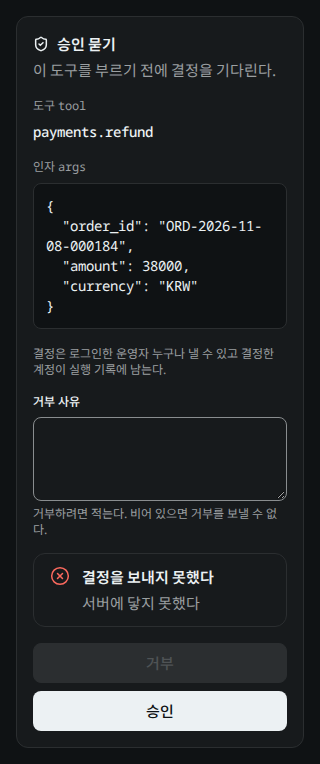 승인 묻기
이 도구를 부르기 전에 결정을 기다린다.
도구 tool
payments.refund
인자 args
{
"order_id": "ORD-2026-11-
08-000184",
"amount": 38000,
"currency": "KRW"
}
결정은 로그인한 운영자 누구나 낼 수 있고 결정한
계정이 실행 기록에 남는다.
거부 사유
거부하려면 적는다. 비어 있으면 거부를 보낼 수 없
다.
결정을 보내지 못했다
서버에 닿지 못했다
거부
승인